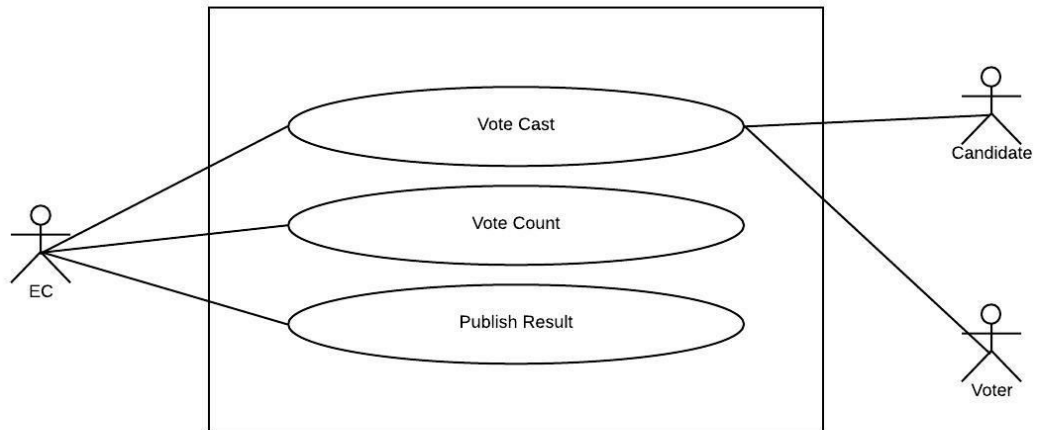 Vote Cast
Candidate
Vote Count
EC
Publish Result
Voter